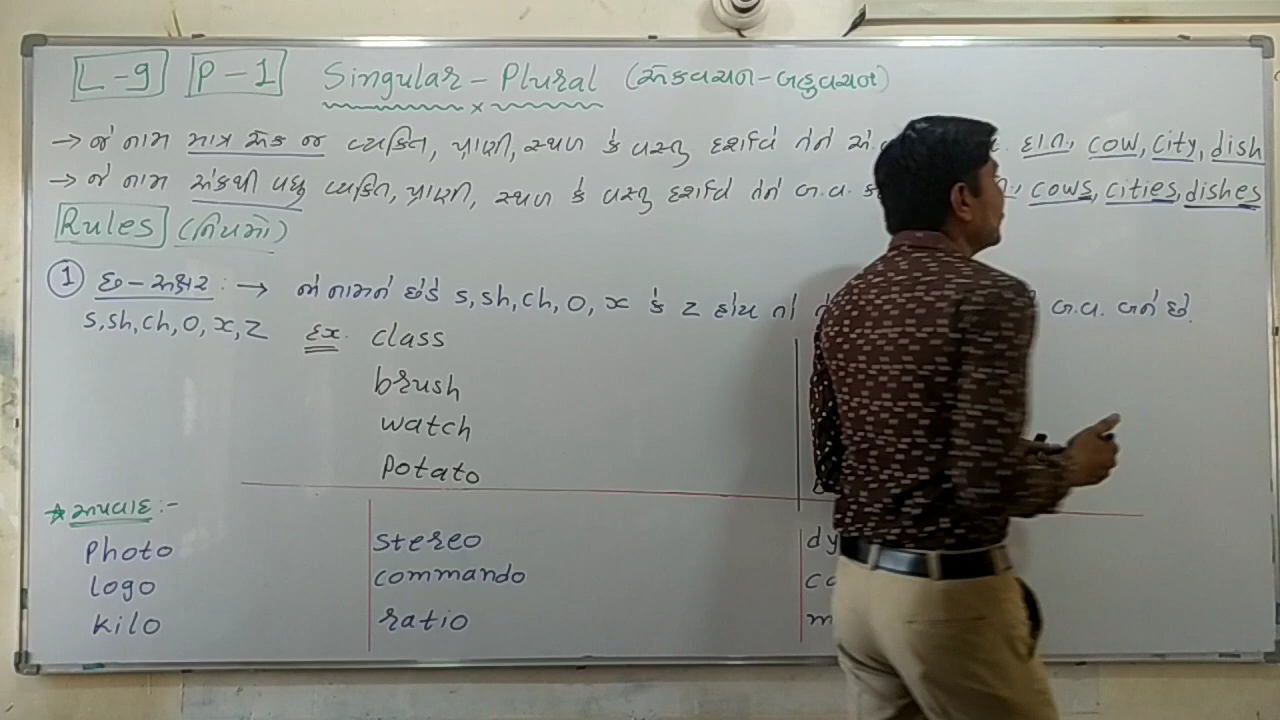 L-9 P-1 Singular-Plural (એકવચન-બહુવચન)
→ જે નામ માત્ર એક જ વ્યક્તિ, પ્રાણી, સ્થળ કે વસ્તુ દર્શાવે તેને એ. દા.ત., cow, city, dish
→ જે નામ એકથી વધુ વ્યક્તિ, પ્રાણી, સ્થળ કે વસ્તુ દર્શાવે તેને બ.વ. cows, cities, dishes
Rules (નિયમો)
① છ-અક્ષર :→ જે નામને છેડે s, sh, ch, o, x કે z હોય તો બ.વ. બને છે.
s, sh, ch, o, x, z Ex. class
brush
watch
potato
★ અપવાદ :-
Photo stereo dy
logo commando
kilo ratio m